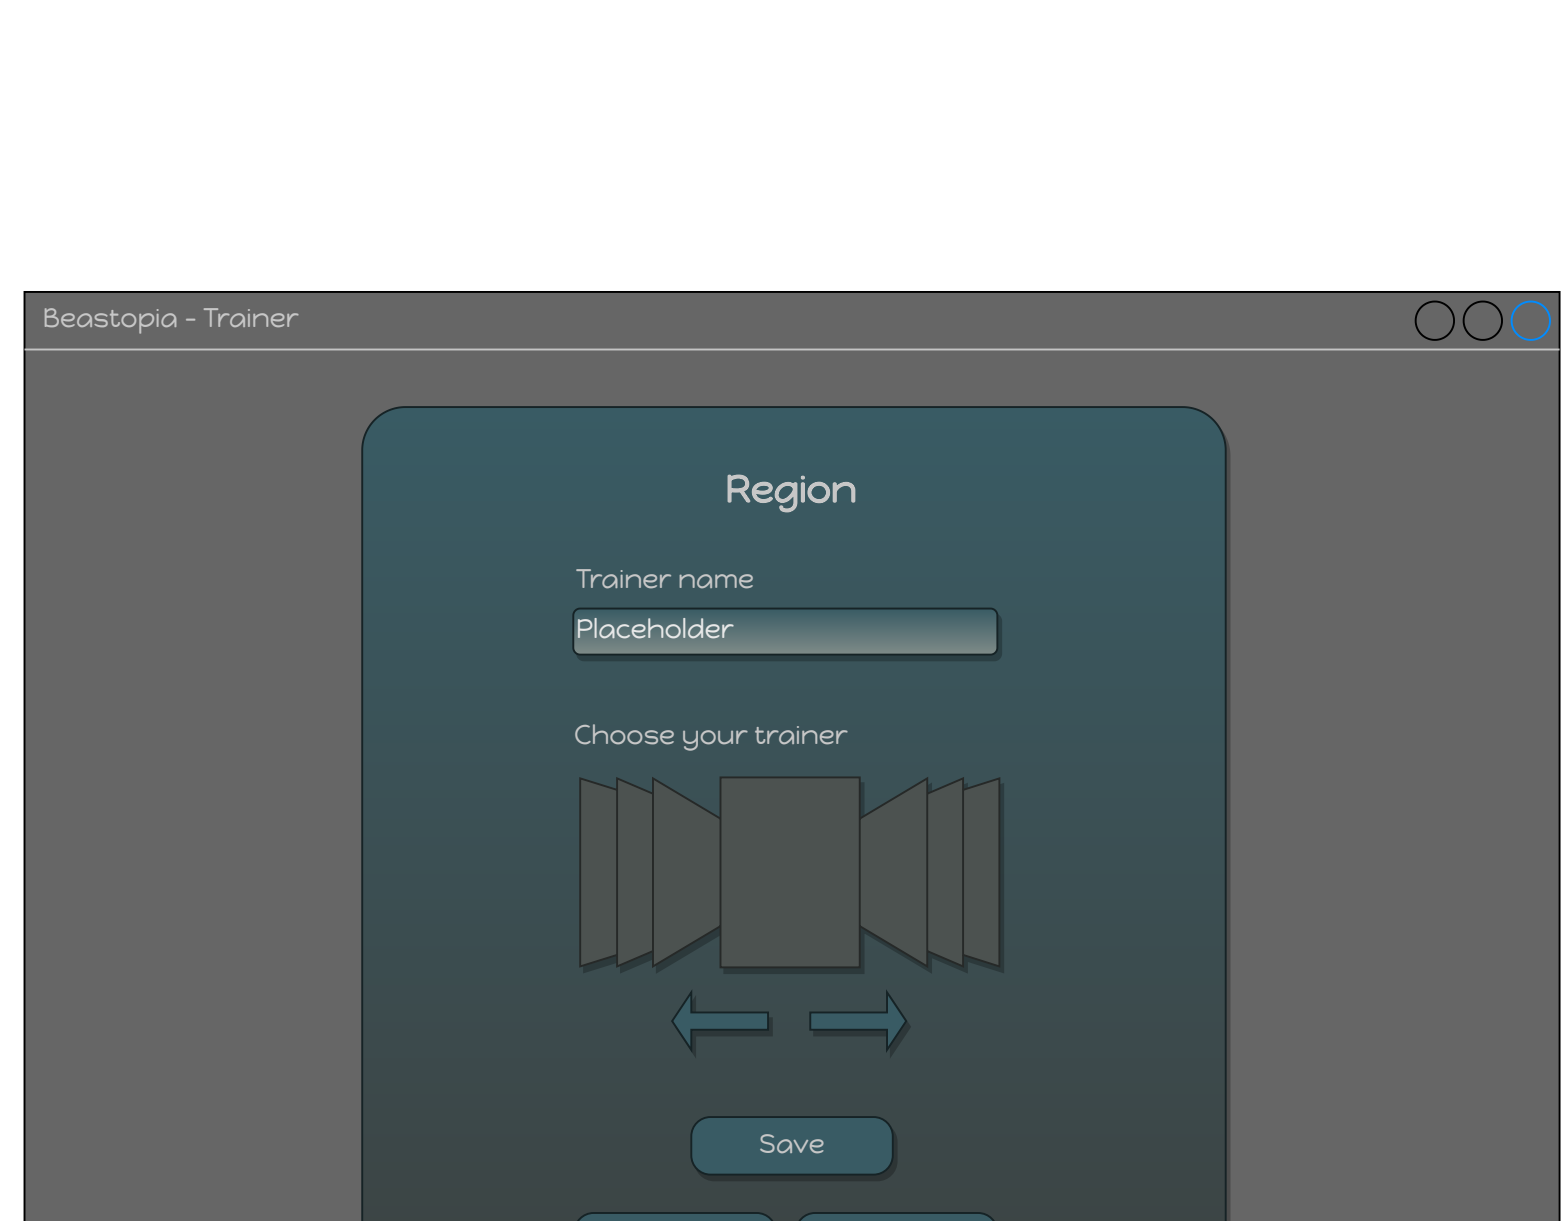 Beastopia - Trainer
Region
Trainer name
Placeholder
Choose your trainer
Save